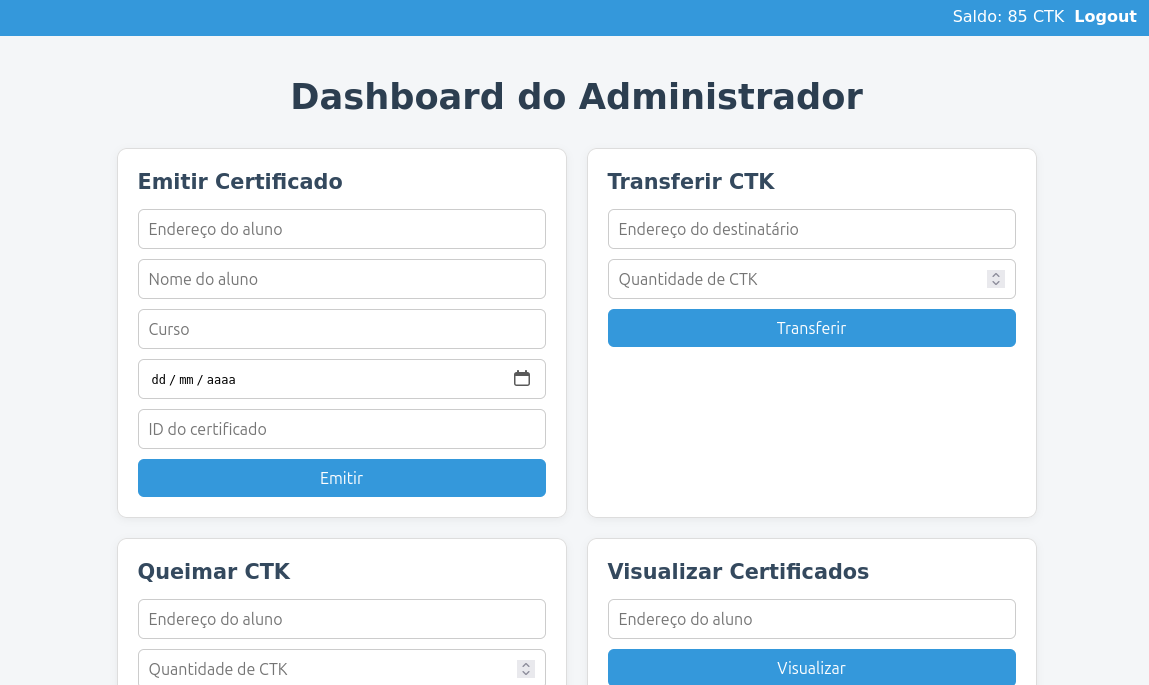 Saldo: 85 CTK Logout
Dashboard do Administrador
Emitir Certificado
Endereço do aluno
Nome do aluno
Curso
dd/mm/aaaa
ID do certificado
Emitir
Transferir CTK
Endereço do destinatário
Quantidade de CTK
Transferir
Queimar CTK
Endereço do aluno
Quantidade de CTK
Visualizar Certificados
Endereço do aluno
Visualizar